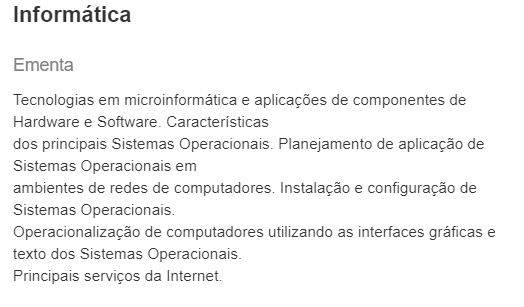 Informática
Ementa
Tecnologias em microinformática e aplicações de componentes de
Hardware e Software. Características
dos principais Sistemas Operacionais. Planejamento de aplicação de
Sistemas Operacionais em
ambientes de redes de computadores. Instalação e configuração de
Sistemas Operacionais.
Operacionalização de computadores utilizando as interfaces gráficas e
texto dos Sistemas Operacionais.
Principais serviços da Internet.